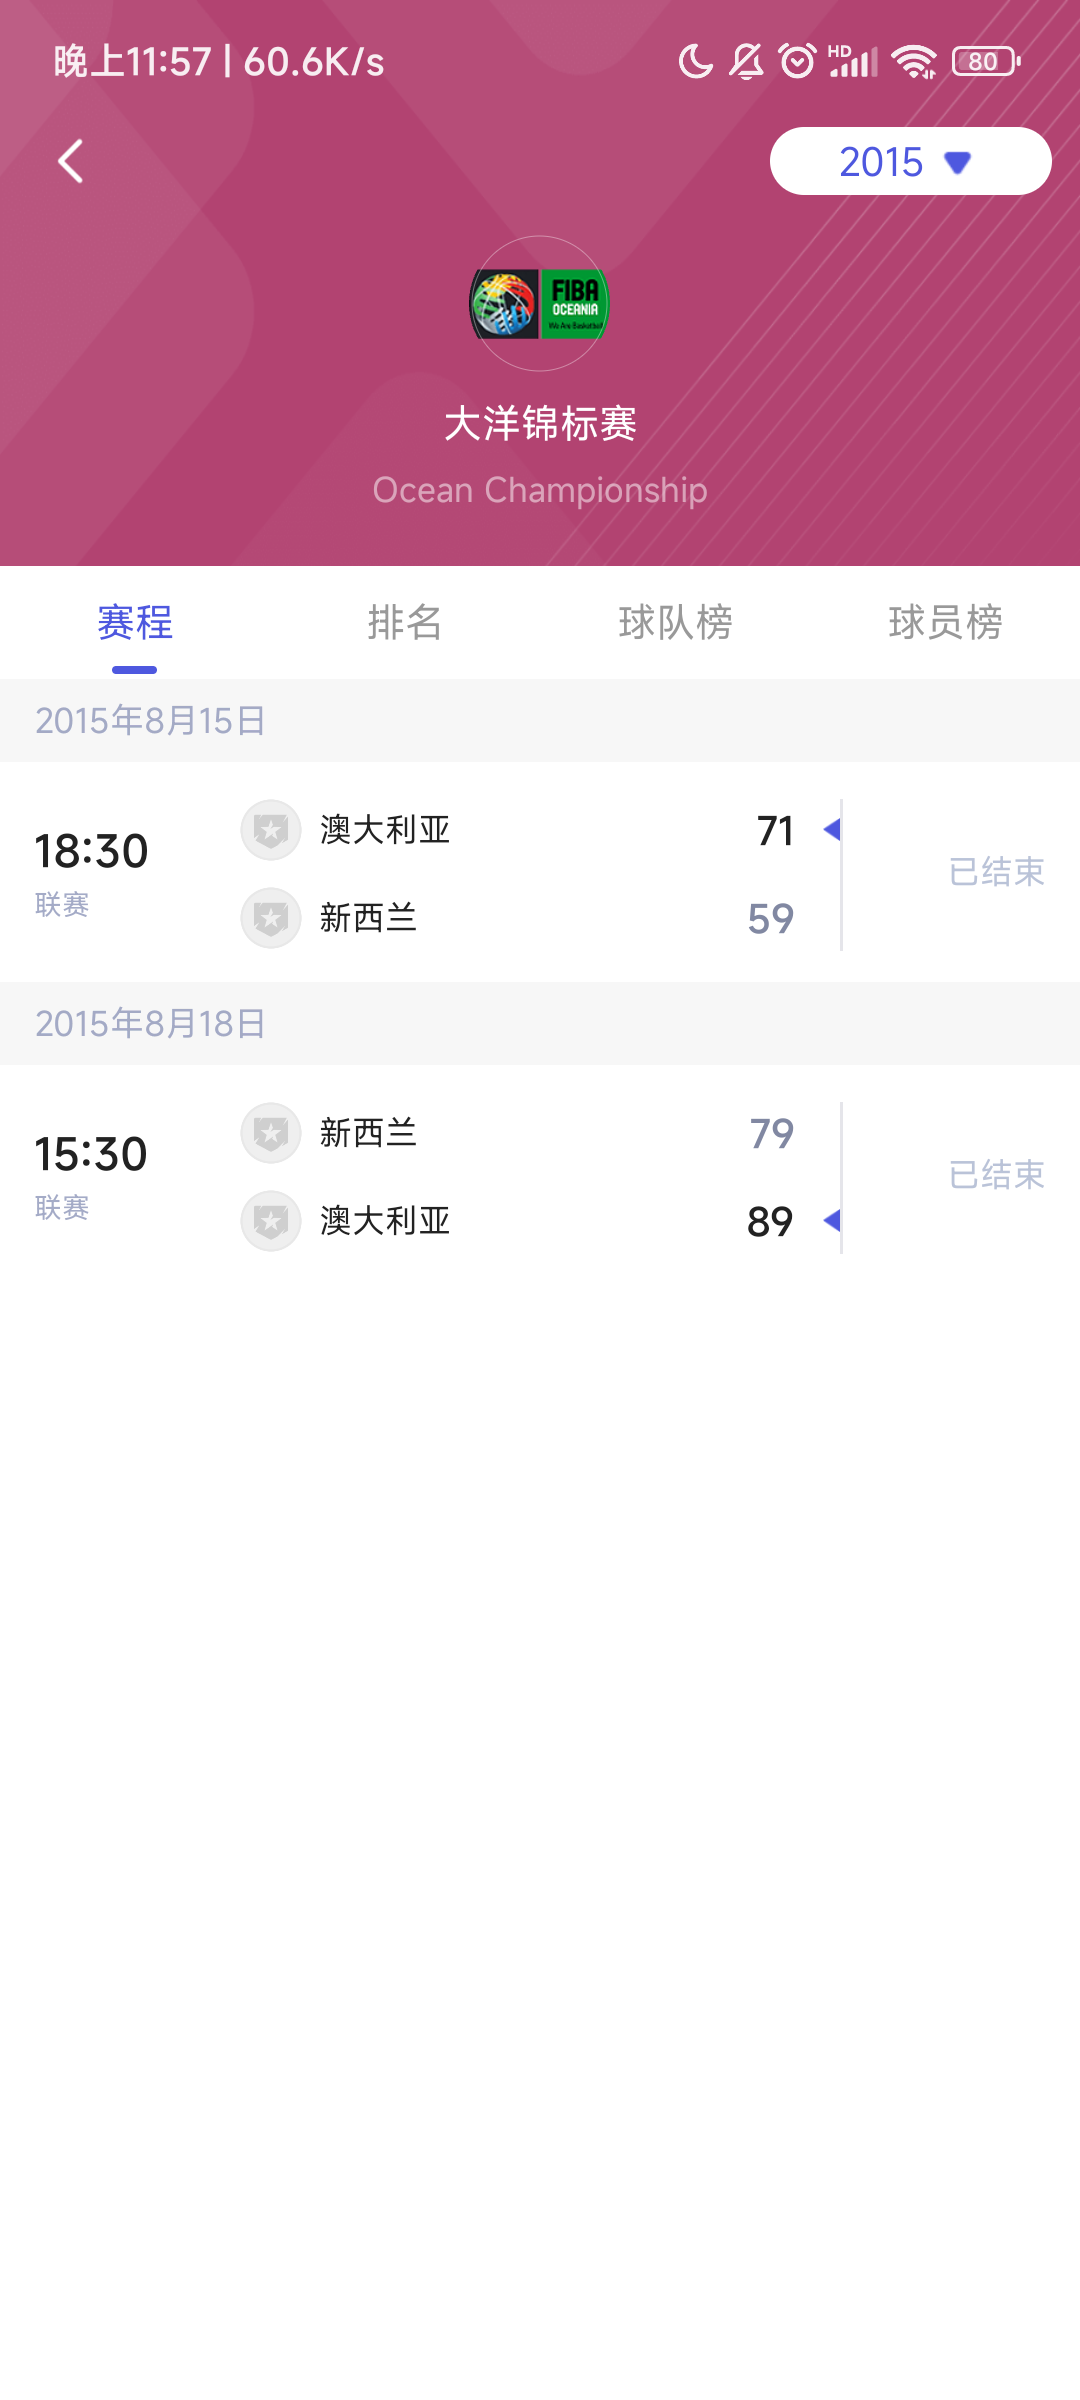 晚上11:57 | 60.6K/s
HD
80
2015
FIBA
OCEANIA
We Are Basketball
大洋锦标赛
Ocean Championship
赛程 排名 球队榜 球员榜
2015年8月15日
18:30
联赛
澳大利亚 71
新西兰 59
已结束
2015年8月18日
15:30
联赛
新西兰 79
澳大利亚 89
已结束